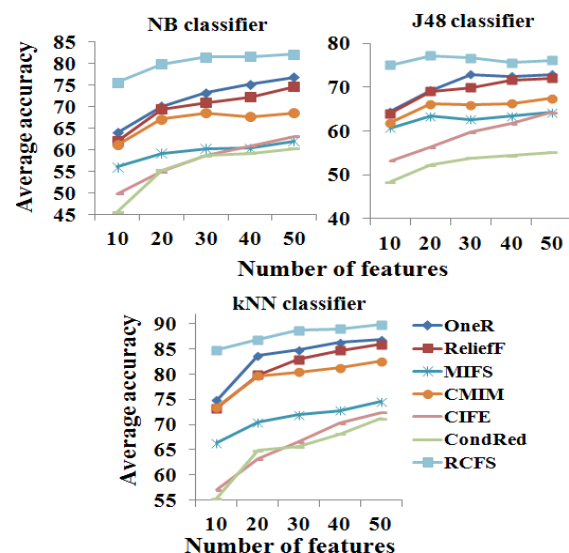 NB classifier
Average accuracy
85
80
75
70
65
60
55
50
45
10 20 30 40 50
J48 classifier
80
70
60
50
40
10 20 30 40 50
Number of features
kNN classifier
Average accuracy
90
85
80
75
70
65
60
55
10 20 30 40 50
Number of features
OneR
ReliefF
MIFS
CMIM
CIFE
CondRed
RCFS